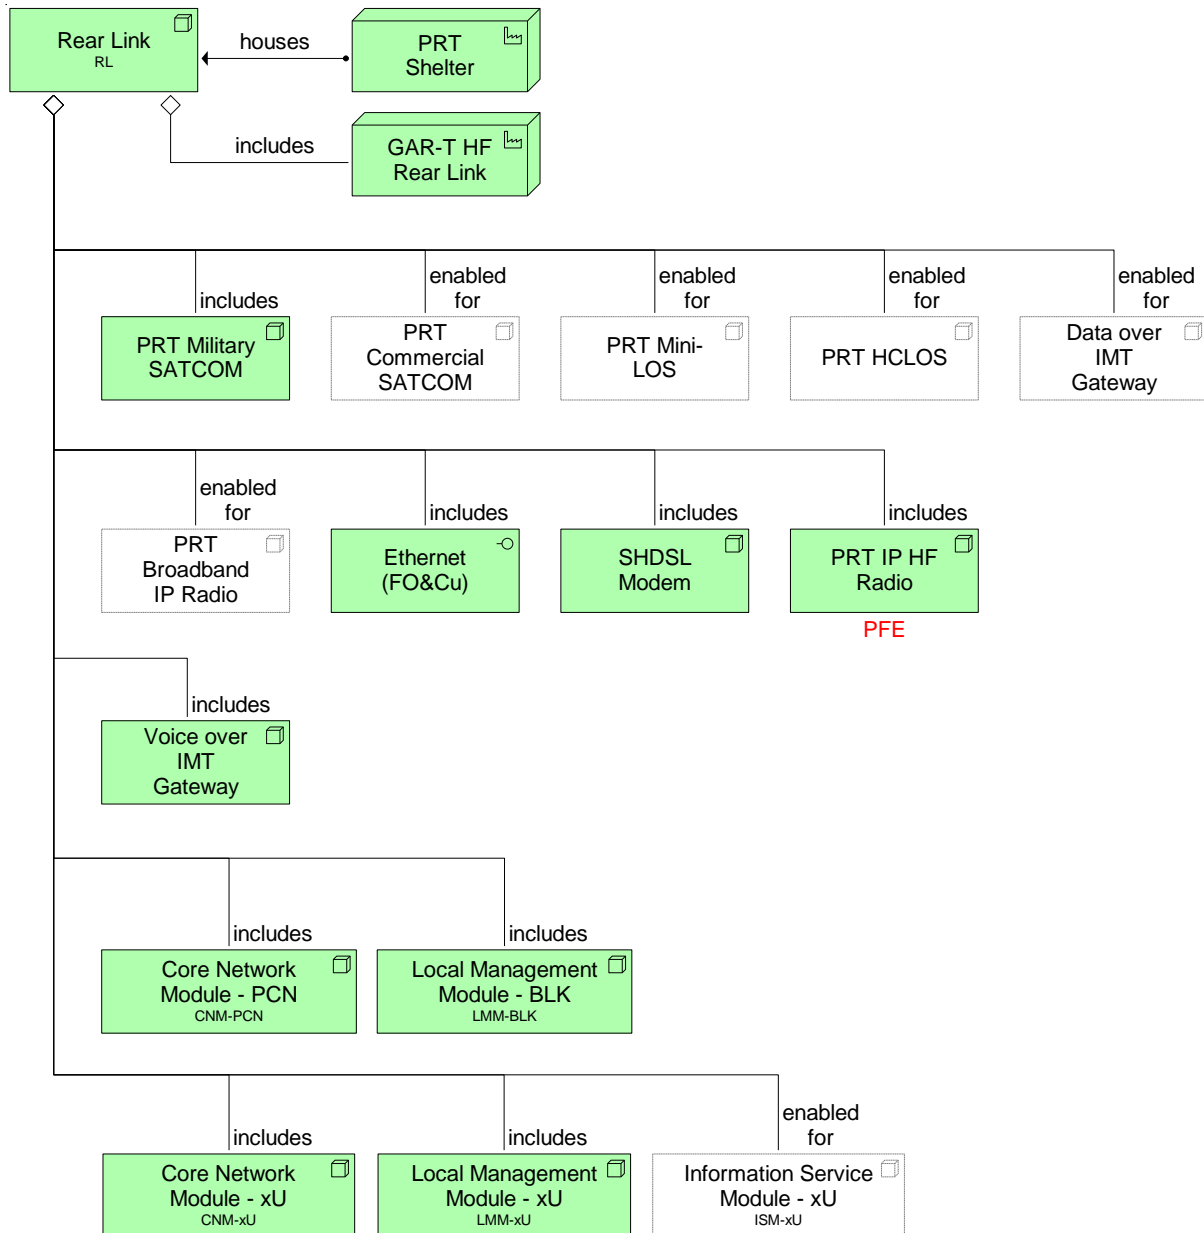 Rear Link
RL
houses
PRT
Shelter
includes
GAR-T HF
Rear Link
includes
PRT Military
SATCOM
enabled
for
PRT
Commercial
SATCOM
enabled
for
PRT Mini-
LOS
enabled
for
PRT HCLOS
enabled
for
Data over
IMT
Gateway
enabled
for
PRT
Broadband
IP Radio
includes
Ethernet
(FO&Cu)
includes
SHDSL
Modem
includes
PRT IP HF
Radio
PFE
includes
Voice over
IMT
Gateway
includes
Core Network
Module - PCN
CNM-PCN
includes
Local Management
Module - BLK
LMM-BLK
includes
Core Network
Module - xU
CNM-xU
includes
Local Management
Module - xU
LMM-xU
enabled
for
Information Service
Module - xU
ISM-xU